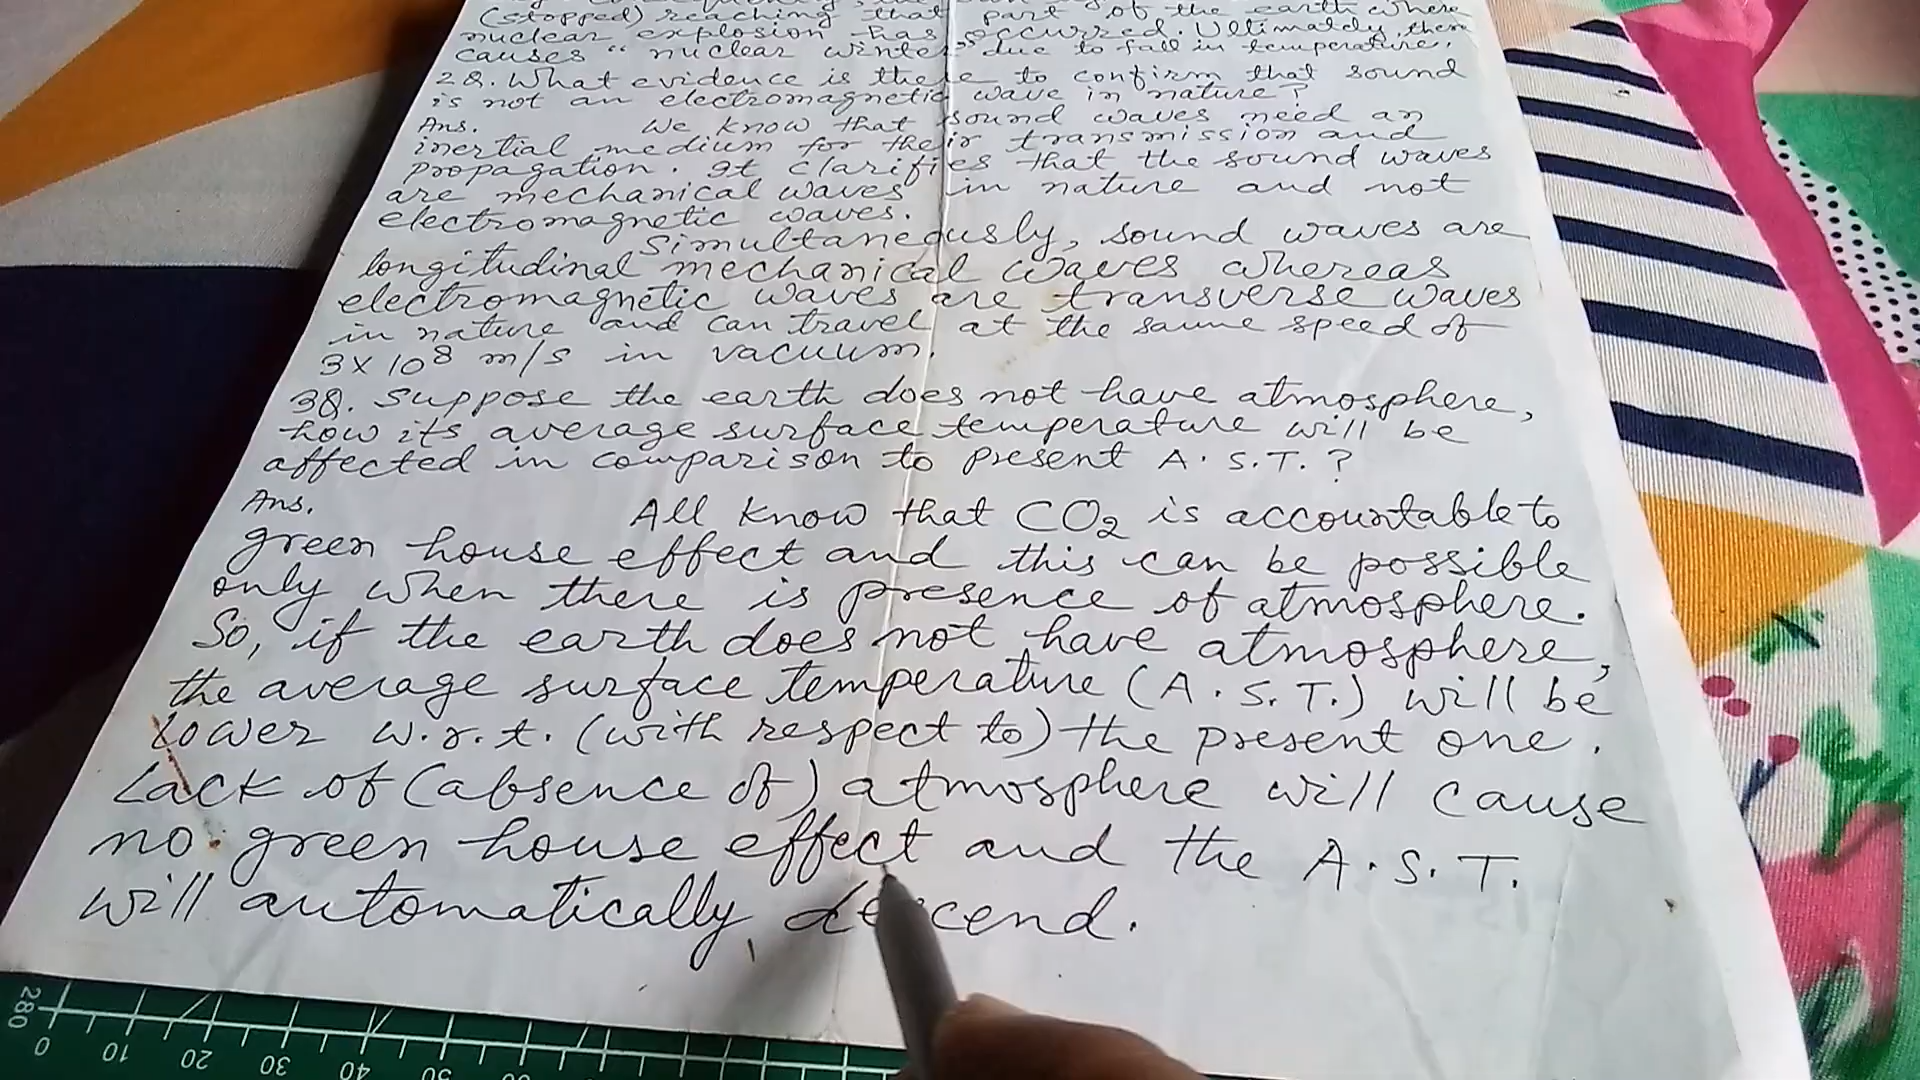 (stopped) reaching that part of the earth where
nuclear explosion has occurred. Ultimately, there
causes "nuclear winter" due to fall in temperature.
28. What evidence is there to confirm that sound
is not an electromagnetic wave in nature?
Ans. We know that sound waves need an
inertial medium for their transmission and
propagation. It clarifies that the sound waves
are mechanical waves in nature and not
electromagnetic waves.
Simultaneously, sound waves are
longitudinal mechanical waves whereas
electromagnetic waves are transverse waves
in nature and can travel at the same speed of
3 x 10⁸ m/s in vacuum.
38. Suppose the earth does not have atmosphere,
how its average surface temperature will be
affected in comparison to present A.S.T.?
Ans. All know that CO₂ is accountable to
green house effect and this can be possible
only when there is presence of atmosphere.
So, if the earth does not have atmosphere,
the average surface temperature (A.S.T.) will be
lower w.r.t. (with respect to) the present one.
Lack of (absence of) atmosphere will cause
no green house effect and the A.S.T.
will automatically descend.
280
0 10 20 30 40 50